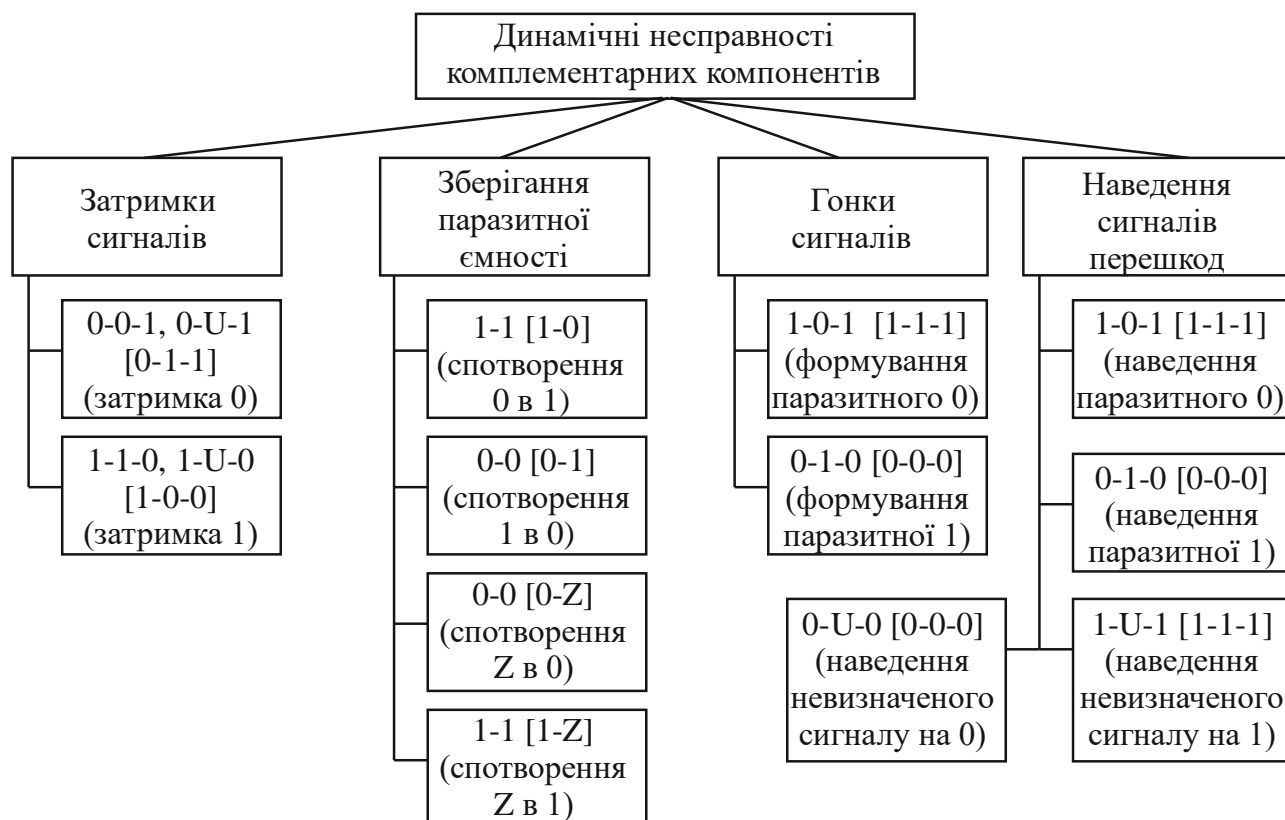 Динамічні несправності
комплементарних компонентів
Затримки
сигналів
0-0-1, 0-U-1
[0-1-1]
(затримка 0)
1-1-0, 1-U-0
[1-0-0]
(затримка 1)
Зберігання
паразитної
ємності
1-1 [1-0]
(спотворення
0 в 1)
0-0 [0-1]
(спотворення
1 в 0)
0-0 [0-Z]
(спотворення
Z в 0)
1-1 [1-Z]
(спотворення
Z в 1)
Гонки
сигналів
1-0-1 [1-1-1]
(формування
паразитного 0)
0-1-0 [0-0-0]
(формування
паразитної 1)
Наведення
сигналів
перешкод
1-0-1 [1-1-1]
(наведення
паразитного 0)
0-1-0 [0-0-0]
(наведення
паразитної 1)
0-U-0 [0-0-0]
(наведення
невизначеного
сигналу на 0)
1-U-1 [1-1-1]
(наведення
невизначеного
сигналу на 1)